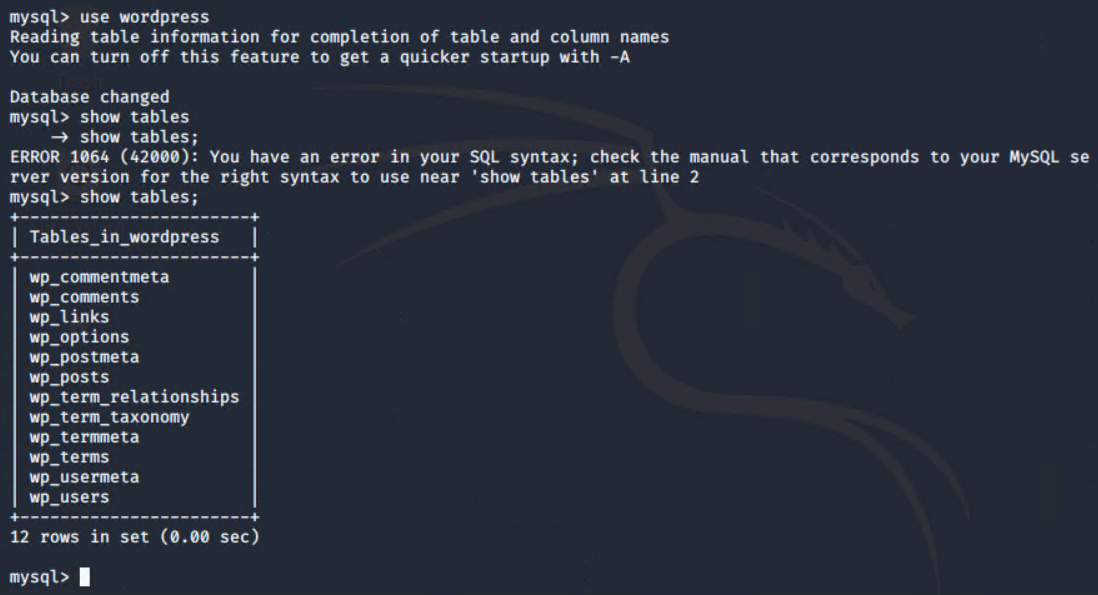 mysql> use wordpress
Reading table information for completion of table and column names
You can turn off this feature to get a quicker startup with -A
Database changed
mysql> show tables
    → show tables;
ERROR 1064 (42000): You have an error in your SQL syntax; check the manual that corresponds to your MySQL se
rver version for the right syntax to use near 'show tables' at line 2
mysql> show tables;
+-----------------------+
| Tables_in_wordpress   |
+-----------------------+
| wp_commentmeta        |
| wp_comments           |
| wp_links              |
| wp_options            |
| wp_postmeta           |
| wp_posts              |
| wp_term_relationships |
| wp_term_taxonomy      |
| wp_termmeta           |
| wp_terms              |
| wp_usermeta           |
| wp_users              |
+-----------------------+
12 rows in set (0.00 sec)
mysql>